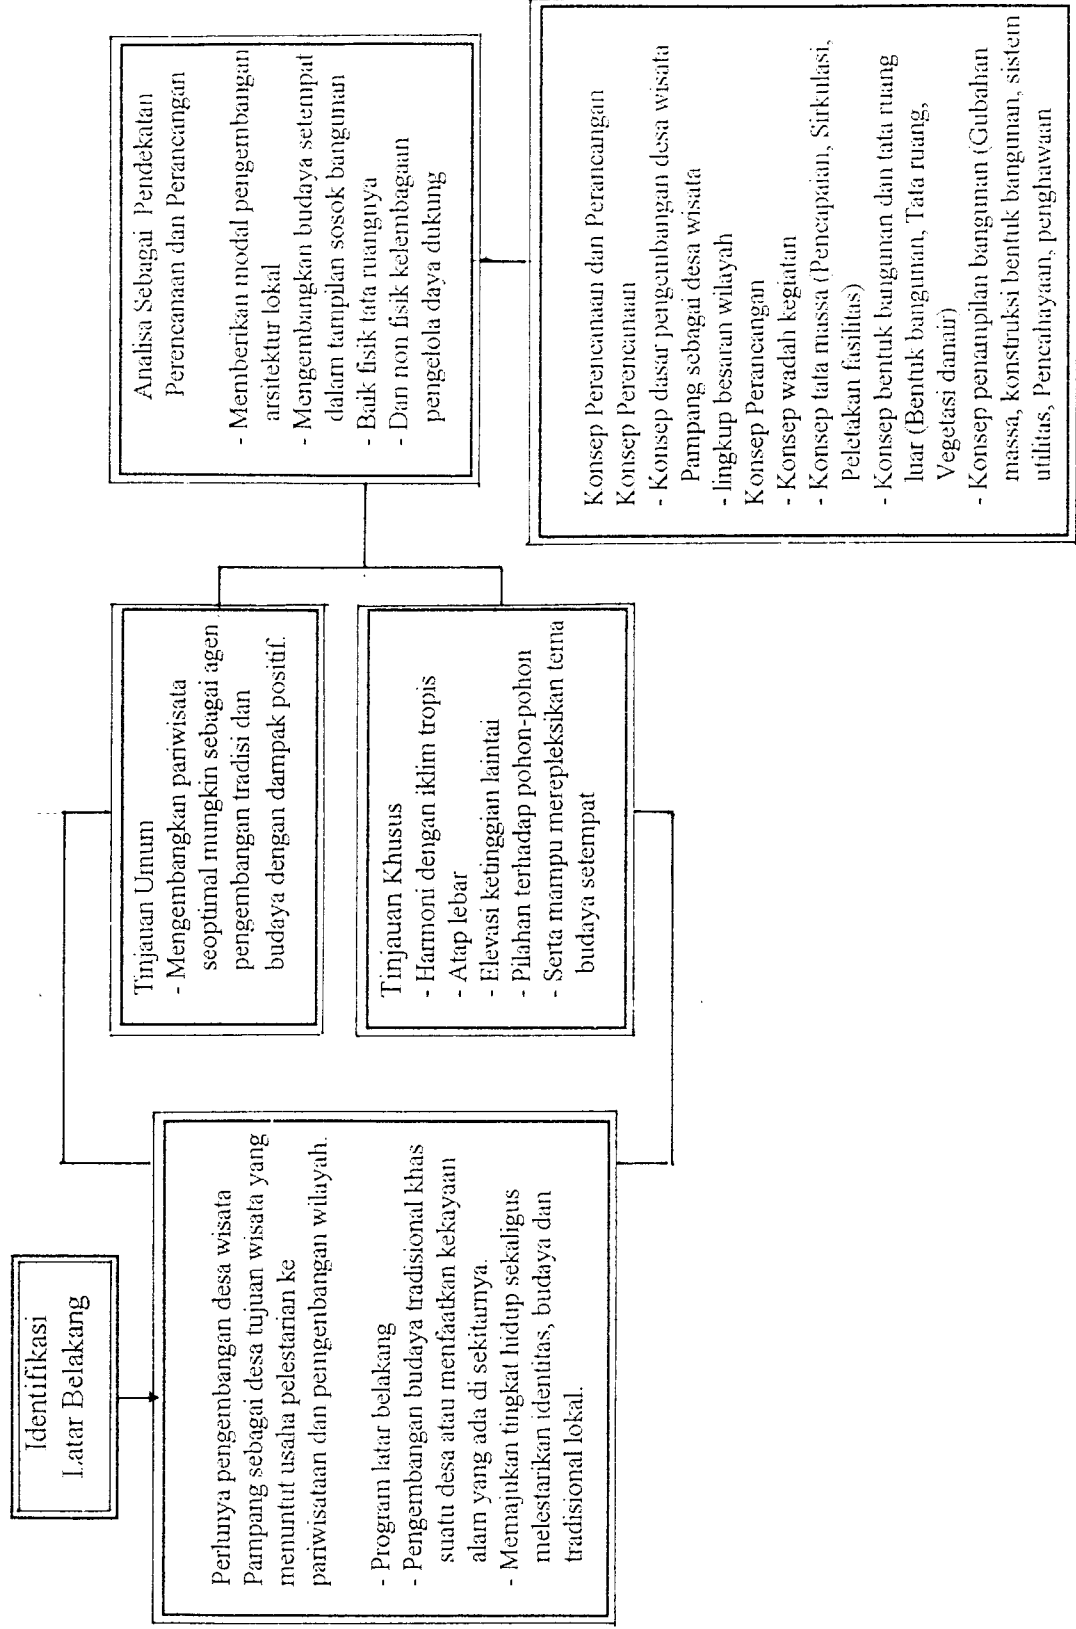 Identifikasi
Latar Belakang
Perlunya pengembangan desa wisata
Pampang sebagai desa tujuan wisata yang
menuntut usaha pelestarian ke
pariwisataan dan pengenbangan wilayah.
- Program latar belakang
- Pengembangan budaya tradisional khas
suatu desa atau menfaatkan kekayaan
alam yang ada di sekitarnya.
- Memajukan tingkat hidup sekaligus
melestarikan identitas, budaya dan
tradisional lokal.
Tinjauan Umum
- Mengembangkan pariwisata
seoptimal mungkin sebagai agen
pengembangan tradisi dan
budaya dengan dampak positif.
Tinjauan Khusus
- Harmoni dengan iklim tropis
- Atap lebar
- Elevasi ketinggian laintai
- Pilahan terhadap pohon-pohon
- Serta mampu merepleksikan tema
budaya setempat
Analisa Sebagai Pendekatan
Perencanaan dan Perancangan
- Memberikan modal pengembangan
arsitektur lokal
- Mengembangkan budaya setempat
dalam tampilan sosok bangunan
- Baik fisik tata ruangnya
- Dan non fisik kelembagaan
pengelola daya dukung
Konsep Perencanaan dan Perancangan
Konsep Perencanaan
- Konsep dasar pengembangan desa wisata
Pampang sebagai desa wisata
- lingkup besaran wilayah
Konsep Perancangan
- Konsep wadah kegiatan
- Konsep tata massa (Pencapaian, Sirkulasi,
Peletakan fasilitas)
- Konsep bentuk bangunan dan tata ruang
luar (Bentuk bangunan, Tata ruang,
Vegetasi danair)
- Konsep penampilan bangunan (Gubahan
massa, konstruksi bentuk bangunan, sistem
utilitas, Pencahayaan, penghawaan